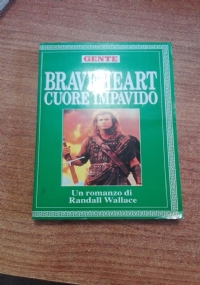 GENTE
BRAVEHEART
CUORE IMPAVIDO
Un romanzo di
Randall Wallace